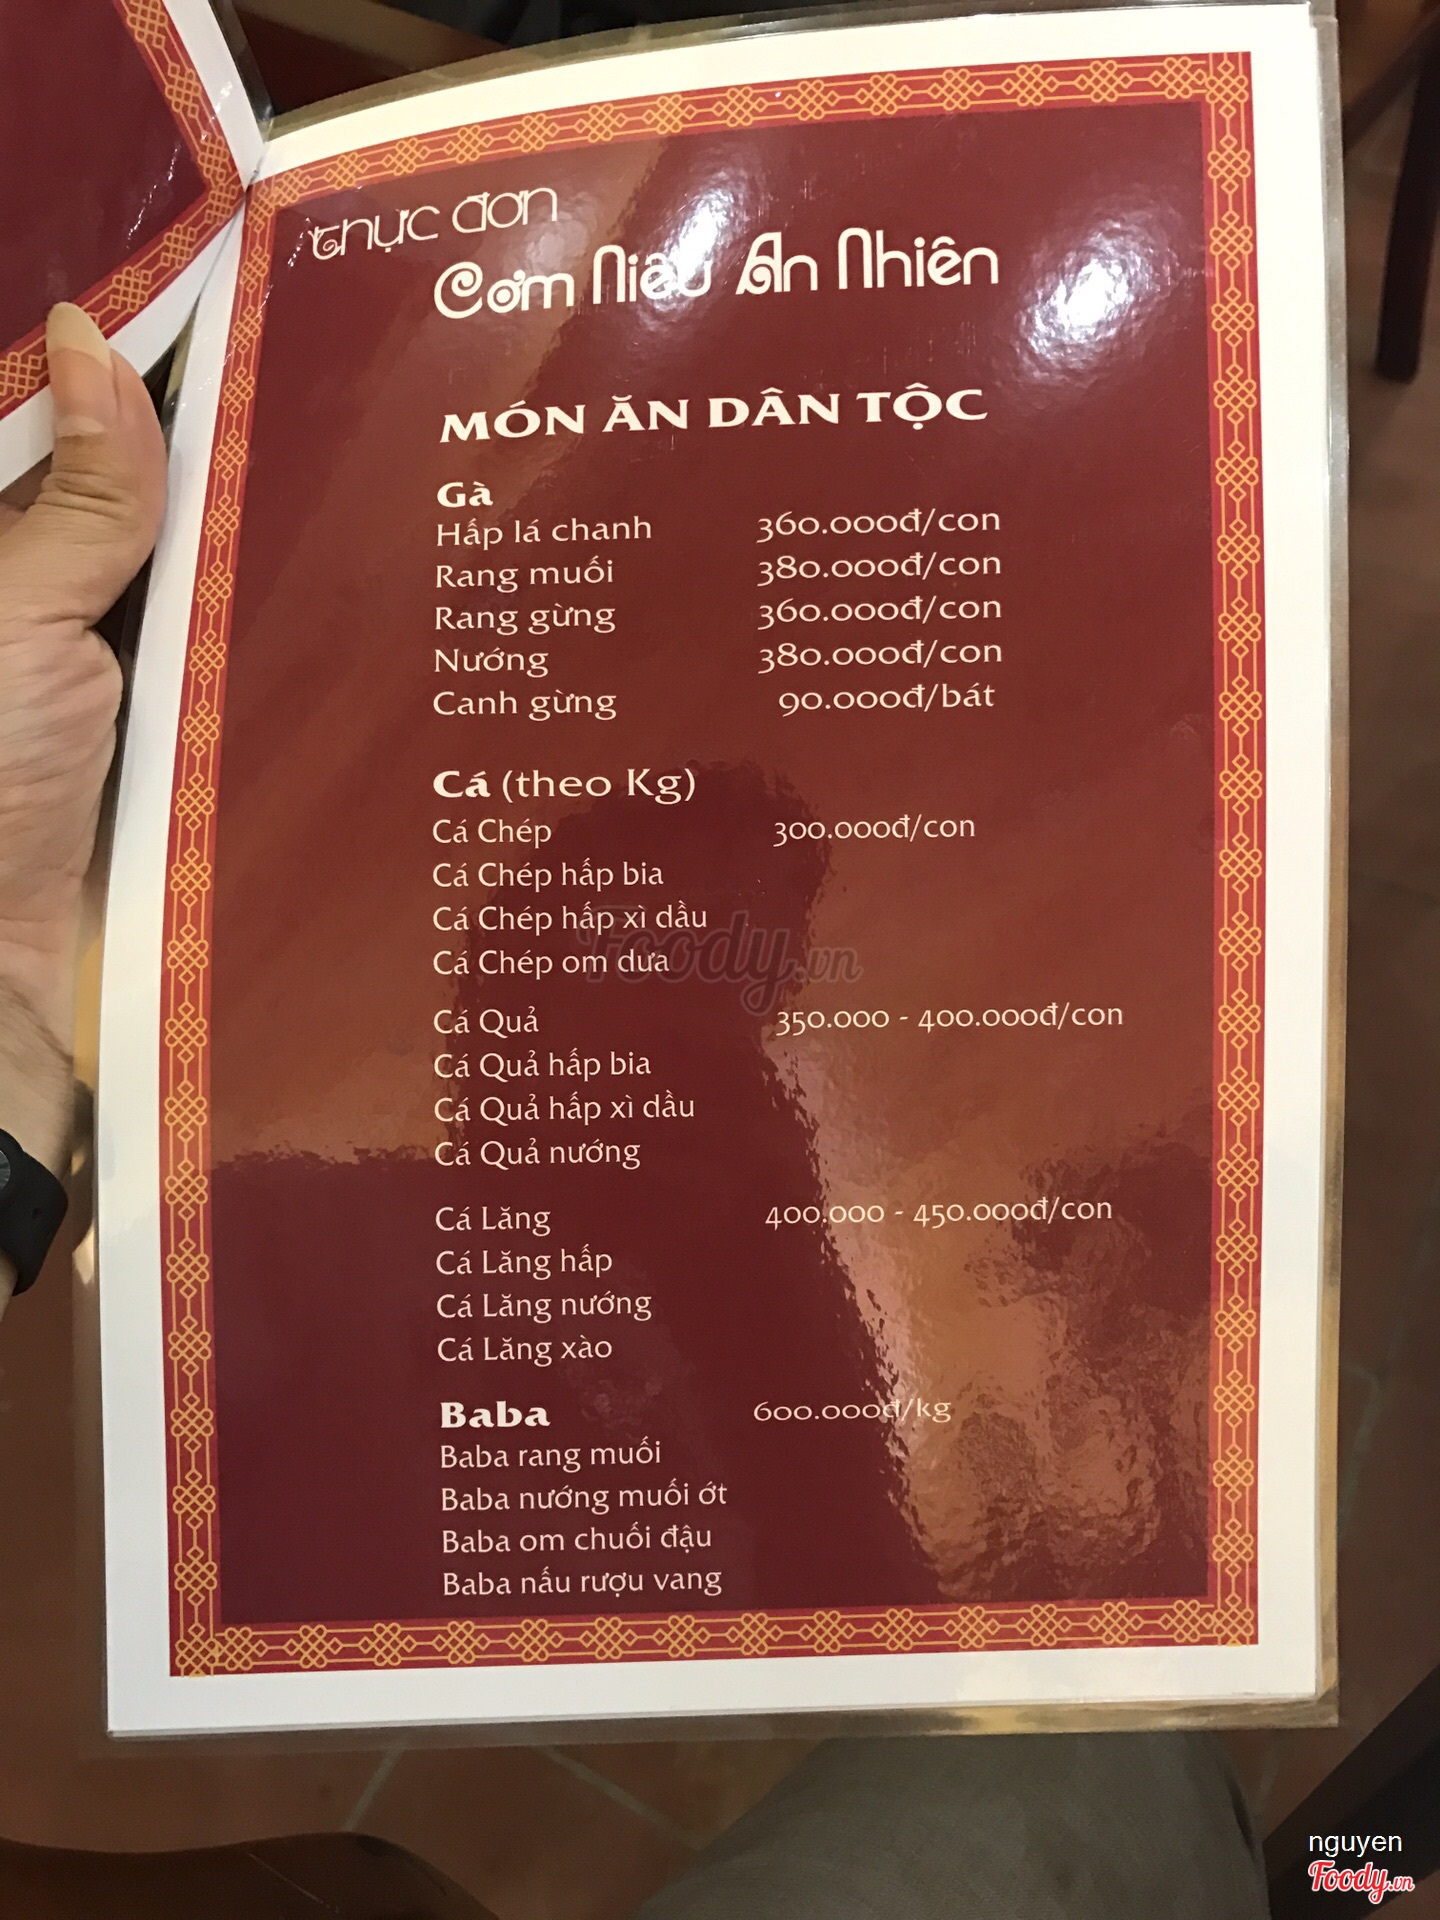 thực đơn
Cơm Niêu An Nhiên
MÓN ĂN DÂN TỘC
Gà
Hấp lá chanh 360.000đ/con
Rang muối 380.000đ/con
Rang gừng 360.000đ/con
Nướng 380.000đ/con
Canh gừng 90.000đ/bát
Cá (theo Kg)
Cá Chép 300.000đ/con
Cá Chép hấp bia
Cá Chép hấp xì dầu
Cá Chép om dưa
Foody.vn
Cá Quả 350.000 - 400.000đ/con
Cá Quả hấp bia
Cá Quả hấp xì dầu
Cá Quả nướng
Cá Lăng 400.000 - 450.000đ/con
Cá Lăng hấp
Cá Lăng nướng
Cá Lăng xào
Baba 600.000đ/kg
Baba rang muối
Baba nướng muối ớt
Baba om chuối đậu
Baba nấu rượu vang
nguyen
Foody.vn